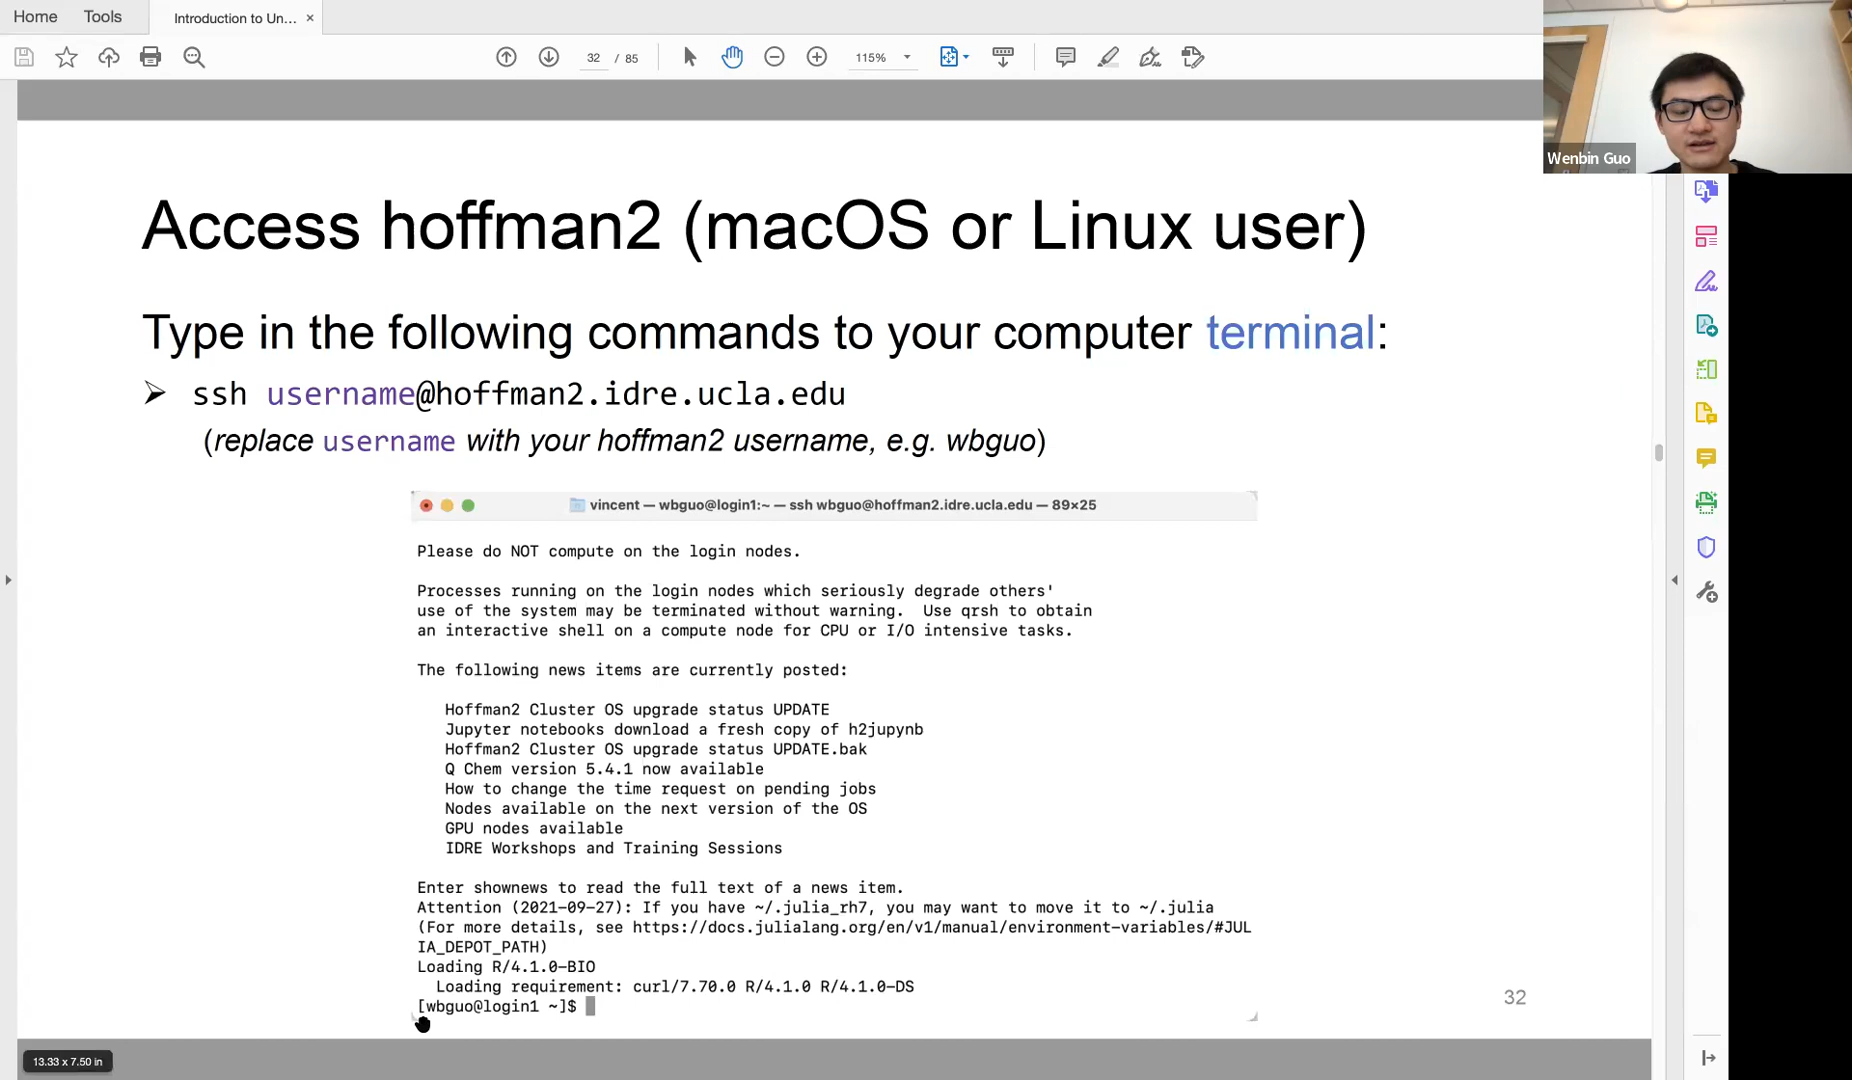 Home Tools Introduction to Un... ×
32 / 85 115%
Wenbin Guo
Access hoffman2 (macOS or Linux user)
Type in the following commands to your computer terminal:
➢ ssh username@hoffman2.idre.ucla.edu
(replace username with your hoffman2 username, e.g. wbguo)
vincent — wbguo@login1:~ — ssh wbguo@hoffman2.idre.ucla.edu — 89×25
Please do NOT compute on the login nodes.
Processes running on the login nodes which seriously degrade others'
use of the system may be terminated without warning.  Use qrsh to obtain
an interactive shell on a compute node for CPU or I/O intensive tasks.
The following news items are currently posted:
Hoffman2 Cluster OS upgrade status UPDATE
Jupyter notebooks download a fresh copy of h2jupynb
Hoffman2 Cluster OS upgrade status UPDATE.bak
Q Chem version 5.4.1 now available
How to change the time request on pending jobs
Nodes available on the next version of the OS
GPU nodes available
IDRE Workshops and Training Sessions
Enter shownews to read the full text of a news item.
Attention (2021-09-27): If you have ~/.julia_rh7, you may want to move it to ~/.julia
(For more details, see https://docs.julialang.org/en/v1/manual/environment-variables/#JUL
IA_DEPOT_PATH)
Loading R/4.1.0-BIO
Loading requirement: curl/7.70.0 R/4.1.0 R/4.1.0-DS
[wbguo@login1 ~]$
32
13.33 x 7.50 in